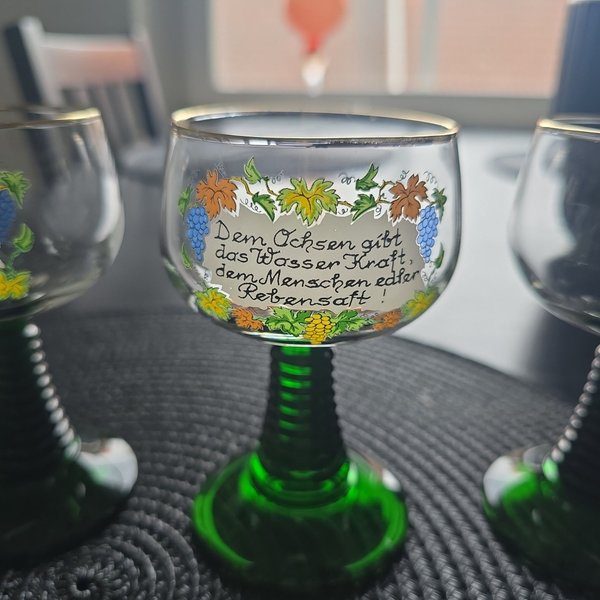 Dem Ochsen gibt
das Wasser Kraft,
dem Menschen edler
Rebensaft !